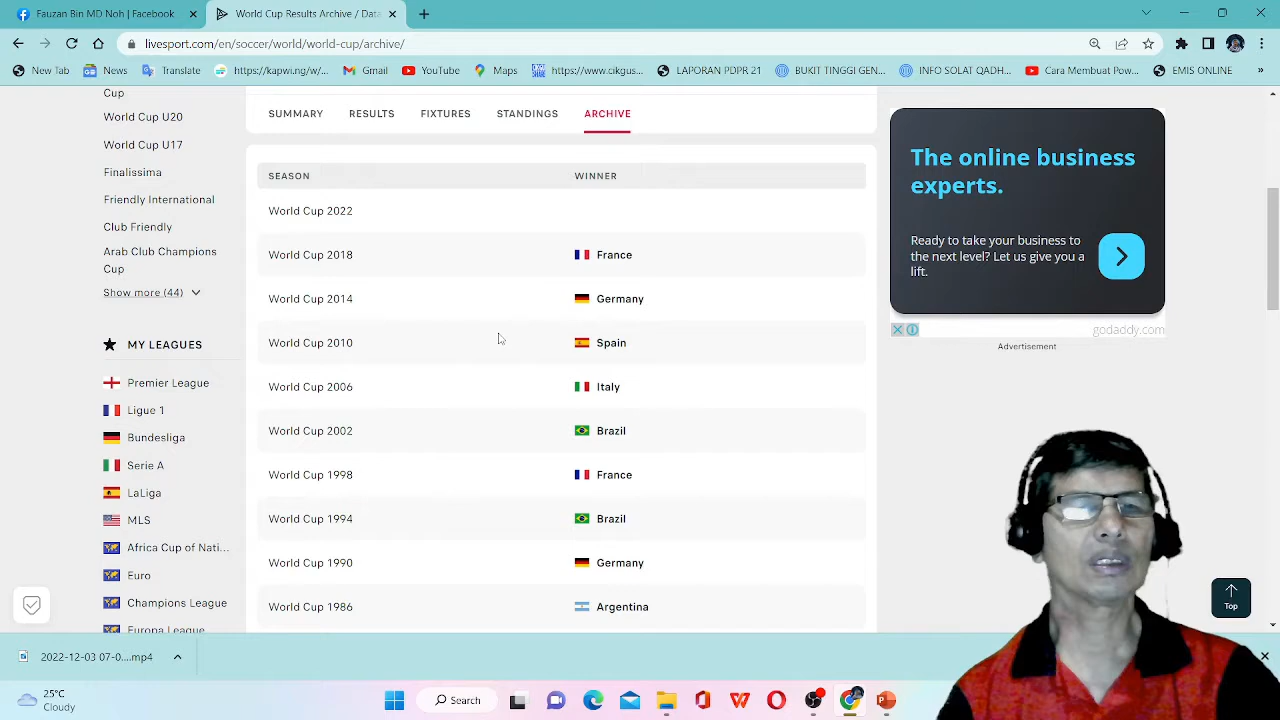 Fauzan Bin MD Noh | Facebook
World Cup Results Archive / Data
livesport.com/en/soccer/world/world-cup/archive/
New Tab
News
Translate
https://kapwing/w/...
Gmail
YouTube
Maps
https://www.cikgus...
LAPORAN PDPR 21
BUKIT TINGGI GEN...
INFO SOLAT QADH...
Cara Membuat Pow...
EMIS ONLINE
Cup
World Cup U20
World Cup U17
Finalissima
Friendly International
Club Friendly
Arab Club Champions
Cup
Show more (44)
MY LEAGUES
Premier League
Ligue 1
Bundesliga
Serie A
LaLiga
MLS
Africa Cup of Nati...
Euro
Champions League
Europa League
SUMMARY
RESULTS
FIXTURES
STANDINGS
ARCHIVE
SEASON
WINNER
World Cup 2022
World Cup 2018
France
World Cup 2014
Germany
World Cup 2010
Spain
World Cup 2006
Italy
World Cup 2002
Brazil
World Cup 1998
France
World Cup 1994
Brazil
World Cup 1990
Germany
World Cup 1986
Argentina
The online business
experts.
Ready to take your business to
the next level? Let us give you a
lift.
godaddy.com
Advertisement
Top
2022-12-03 07-0....mp4
25°C
Cloudy
Search